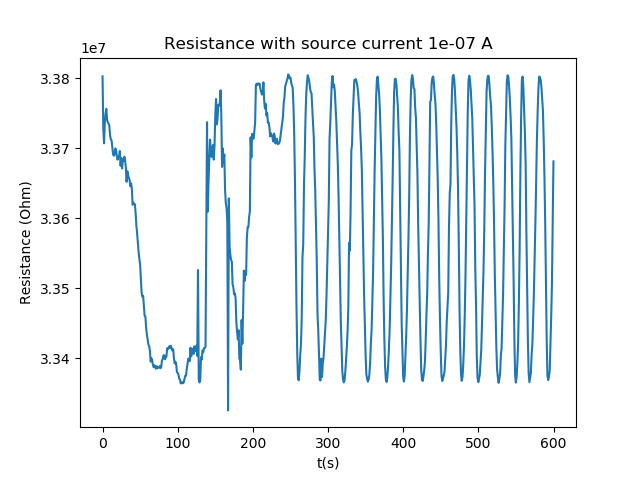 Resistance with source current 1e-07 A
1e7
3.38
3.37
3.36
3.35
3.34
Resistance (Ohm)
0 100 200 300 400 500 600
t(s)